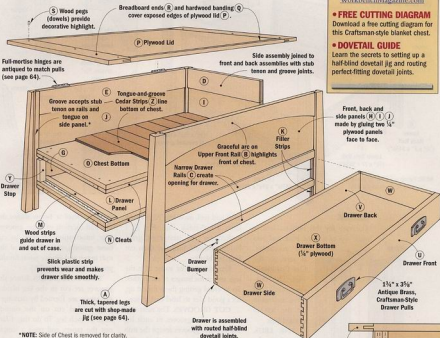 WorkbenchMagazine.com
• FREE CUTTING DIAGRAM
Download a free cutting diagram for
this Craftsman-style blanket chest.
• DOVETAIL GUIDE
Learn the secrets to setting up a
half-blind dovetail jig and routing
perfect-fitting dovetail joints.
S Wood pegs
(dowels) provide
decorative highlight.
Breadboard ends R and hardwood banding Q
cover exposed edges of plywood lid P.
P Plywood Lid
Full-mortise hinges are
antiqued to match pulls
(see page 64).
Side assembly joined to
front and back assemblies with stub
tenon and groove joints.
E
D
I
Groove accepts stub
tenon on rails and
tongue on
side panel.*
Tongue-and-groove
Cedar Strips Z line
bottom of chest.
F
J
Front, back and
side panels H I J
made by gluing two ¼"
plywood panels
face to face.
H
K
Filler
Strips
Graceful arc on
Upper Front Rail B highlights
front of chest.
G
O Chest Bottom
Narrow Drawer
Rails C create
opening for drawer.
Y
Drawer
Stop
L Drawer
Panel
M
Wood strips
guide drawer in
and out of case.
N Cleats
Slick plastic strip
prevents wear and makes
drawer slide smoothly.
W
V
Drawer Back
X
Drawer Bottom
(¼" plywood)
U
Drawer Front
Drawer
Bumper
W
Drawer Side
1¾" x 3⅜"
Antique Brass,
Craftsman-Style
Drawer Pulls
A
Thick, tapered legs
are cut with shop-made
jig (see page 64).
Drawer is assembled
with routed half-blind
dovetail joints.
*NOTE: Side of Chest is removed for clarity.